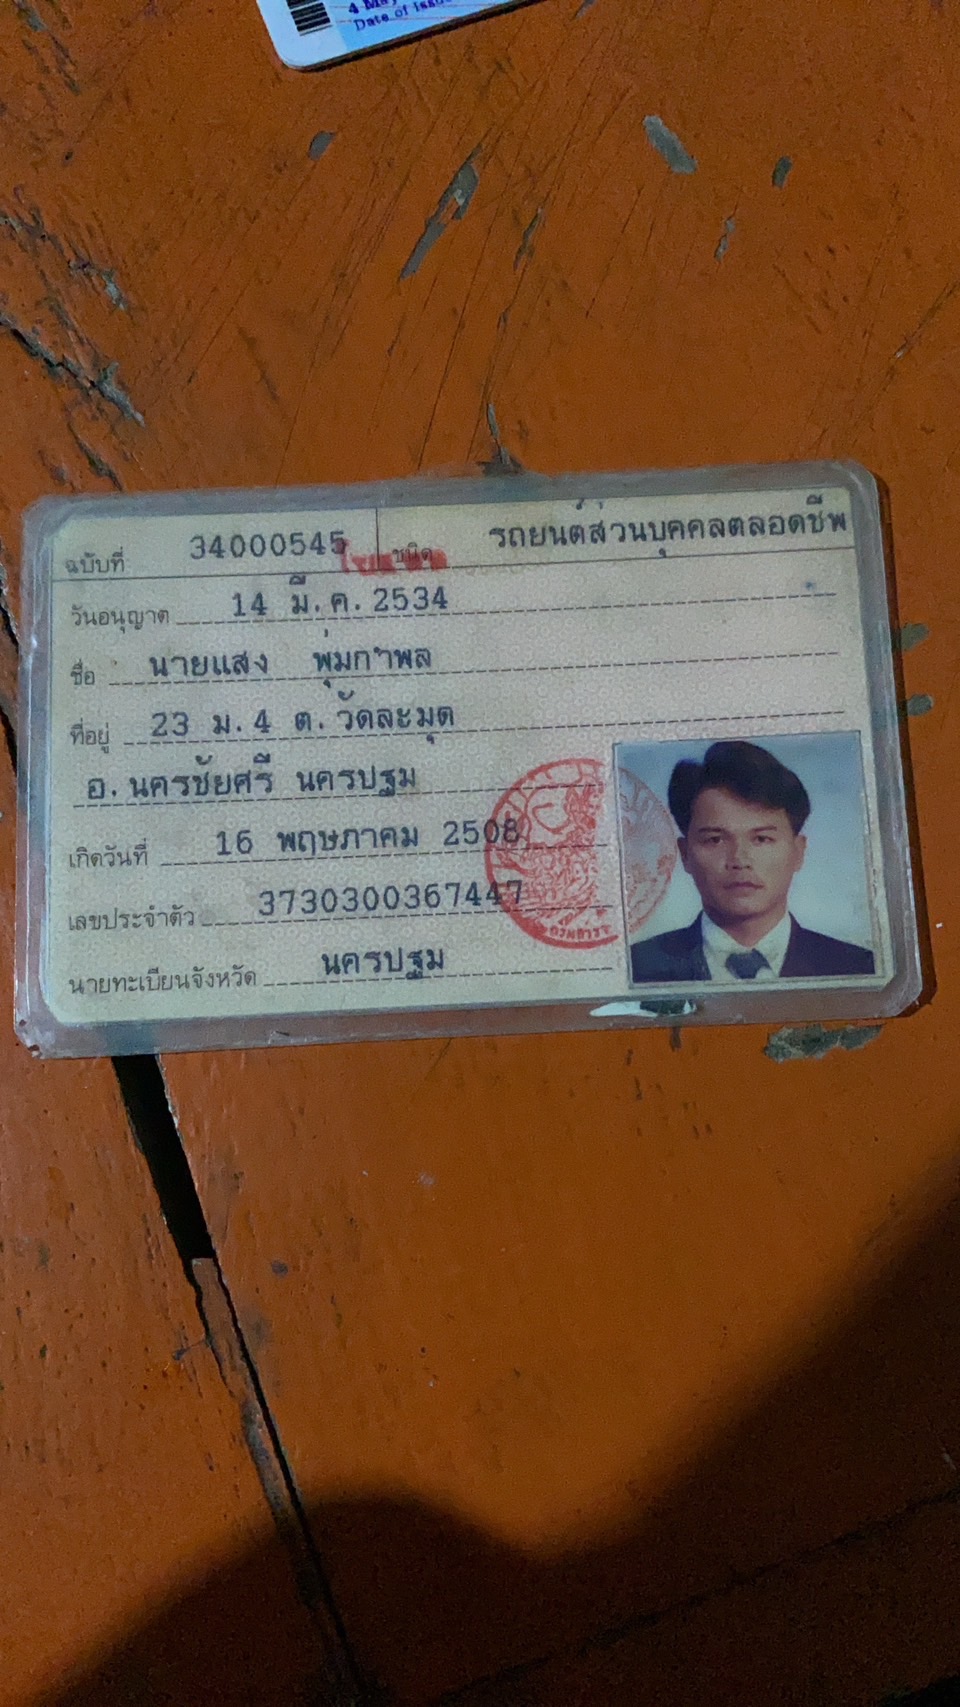 4 May
Date of Issue
ฉบับที่ 34000545 ชนิด รถยนต์ส่วนบุคคลตลอดชีพ
วันอนุญาต 14 มี.ค.2534
ชื่อ นายแสง พุ่มกาพล
ที่อยู่ 23 ม.4 ต.วัดละมุด
อ.นครชัยศรี นครปฐม
เกิดวันที่ 16 พฤษภาคม 2508
เลขประจำตัว 3730300367447
นายทะเบียนจังหวัด นครปฐม